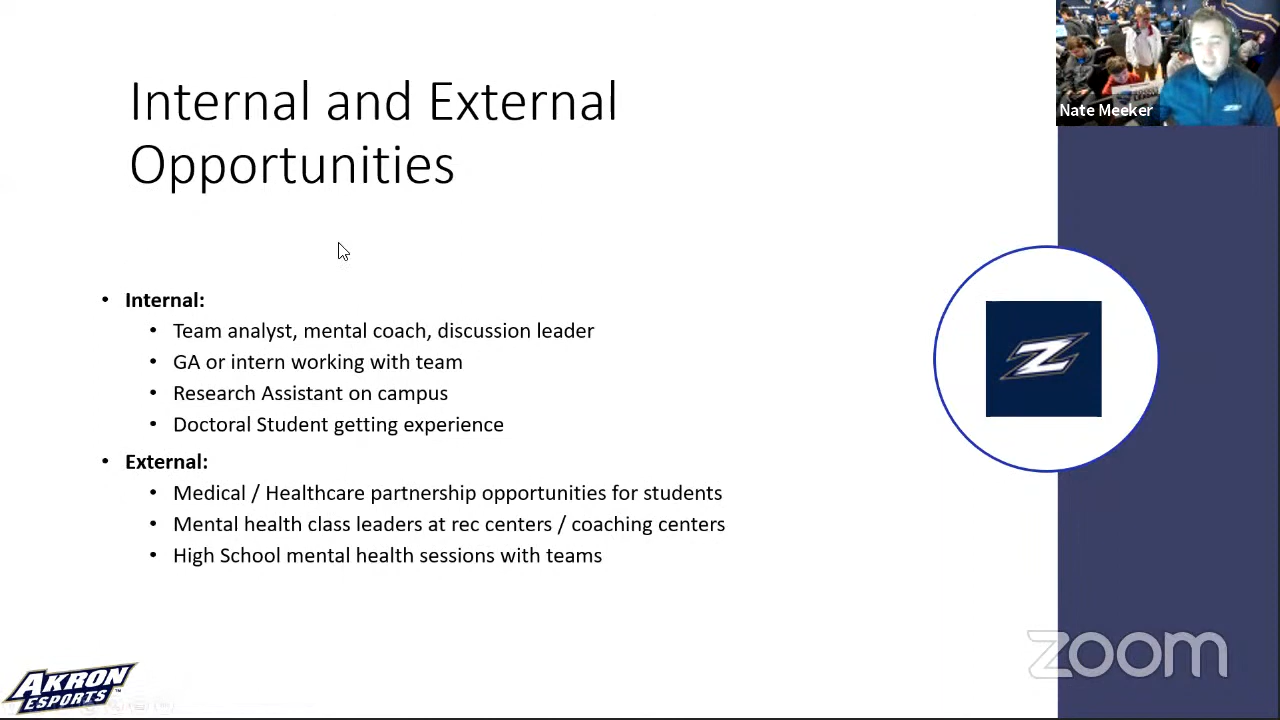 Internal and External
Opportunities
Nate Meeker
• Internal:
• Team analyst, mental coach, discussion leader
• GA or intern working with team
• Research Assistant on campus
• Doctoral Student getting experience
• External:
• Medical / Healthcare partnership opportunities for students
• Mental health class leaders at rec centers / coaching centers
• High School mental health sessions with teams
Z
zoom
AKRON
ESPORTS™